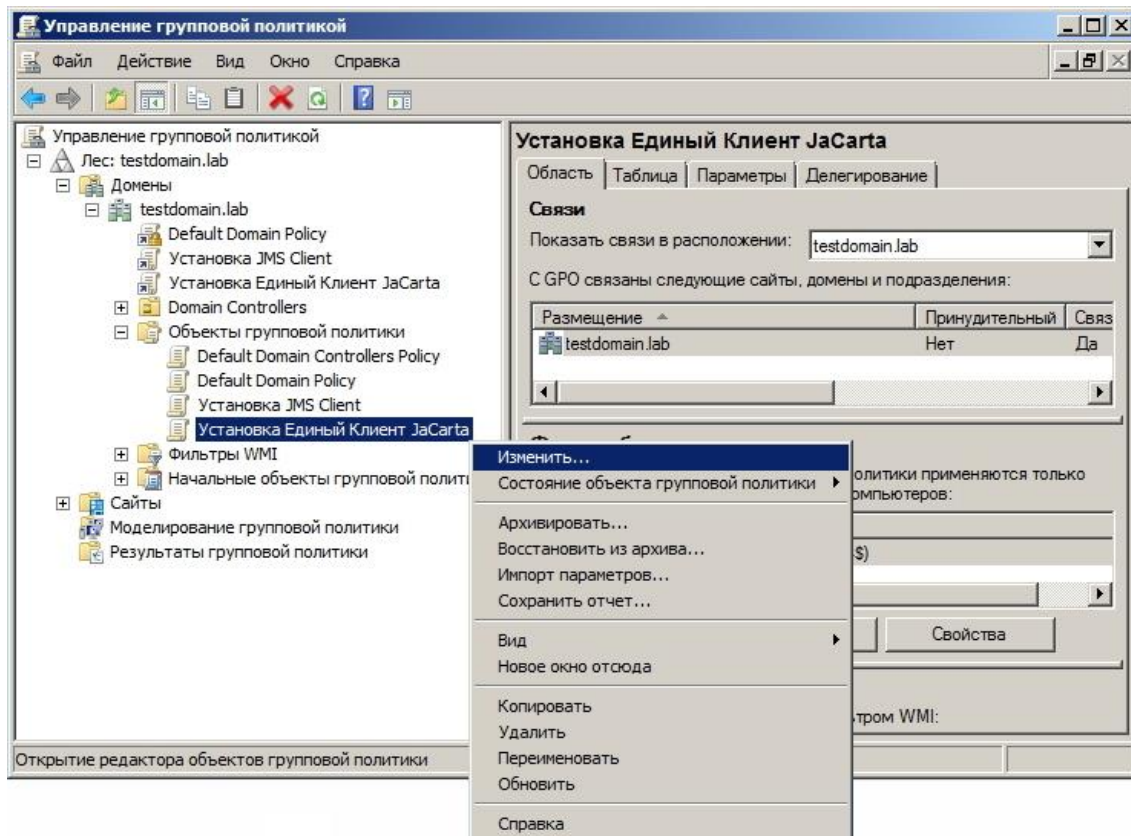 Управление групповой политикой
Файл Действие Вид Окно Справка
Управление групповой политикой
Лес: testdomain.lab
Домены
testdomain.lab
Default Domain Policy
Установка JMS Client
Установка Единый Клиент JaCarta
Domain Controllers
Объекты групповой политики
Default Domain Controllers Policy
Default Domain Policy
Установка JMS Client
Установка Единый Клиент JaCarta
Фильтры WMI
Начальные объекты групповой полити
Сайты
Моделирование групповой политики
Результаты групповой политики
Установка Единый Клиент JaCarta
Область Таблица Параметры Делегирование
Связи
Показать связи в расположении: testdomain.lab
С GPO связаны следующие сайты, домены и подразделения:
Размещение Принудительный Связ
testdomain.lab Нет Да
олитики применяются только
омпьютеров:
$)
Свойства
тром WMI:
Изменить...
Состояние объекта групповой политики
Архивировать...
Восстановить из архива...
Импорт параметров...
Сохранить отчет...
Вид
Новое окно отсюда
Копировать
Удалить
Переименовать
Обновить
Справка
Открытие редактора объектов групповой политики